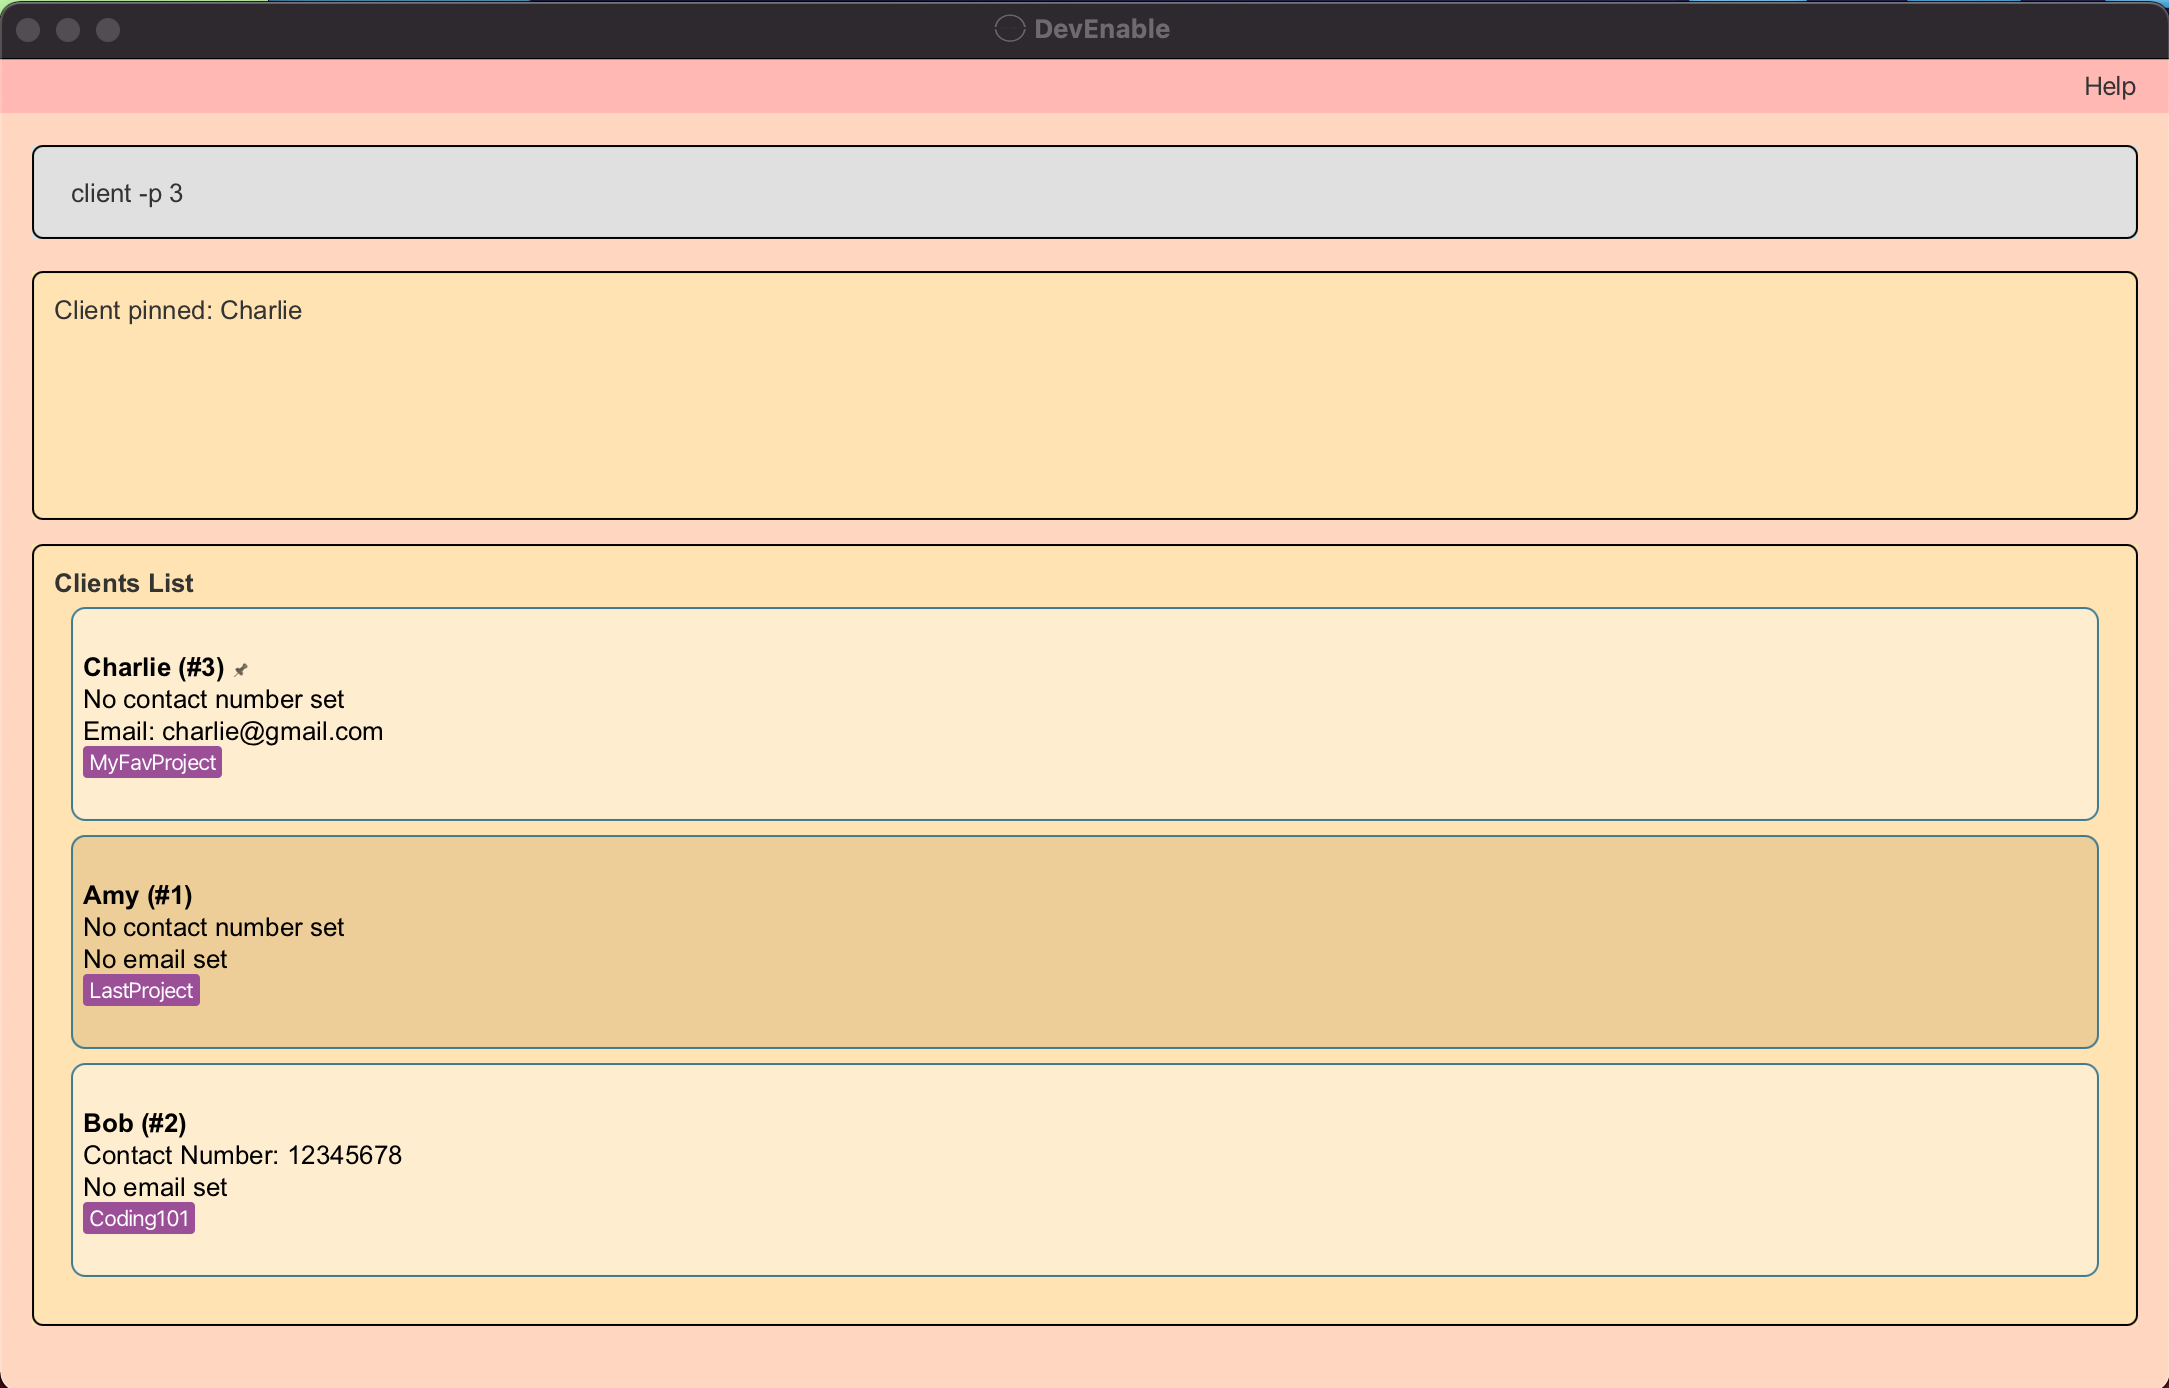 DevEnable
Help
client -p 3
Client pinned: Charlie
Clients List
Charlie (#3)
No contact number set
Email: charlie@gmail.com
MyFavProject
Amy (#1)
No contact number set
No email set
LastProject
Bob (#2)
Contact Number: 12345678
No email set
Coding101